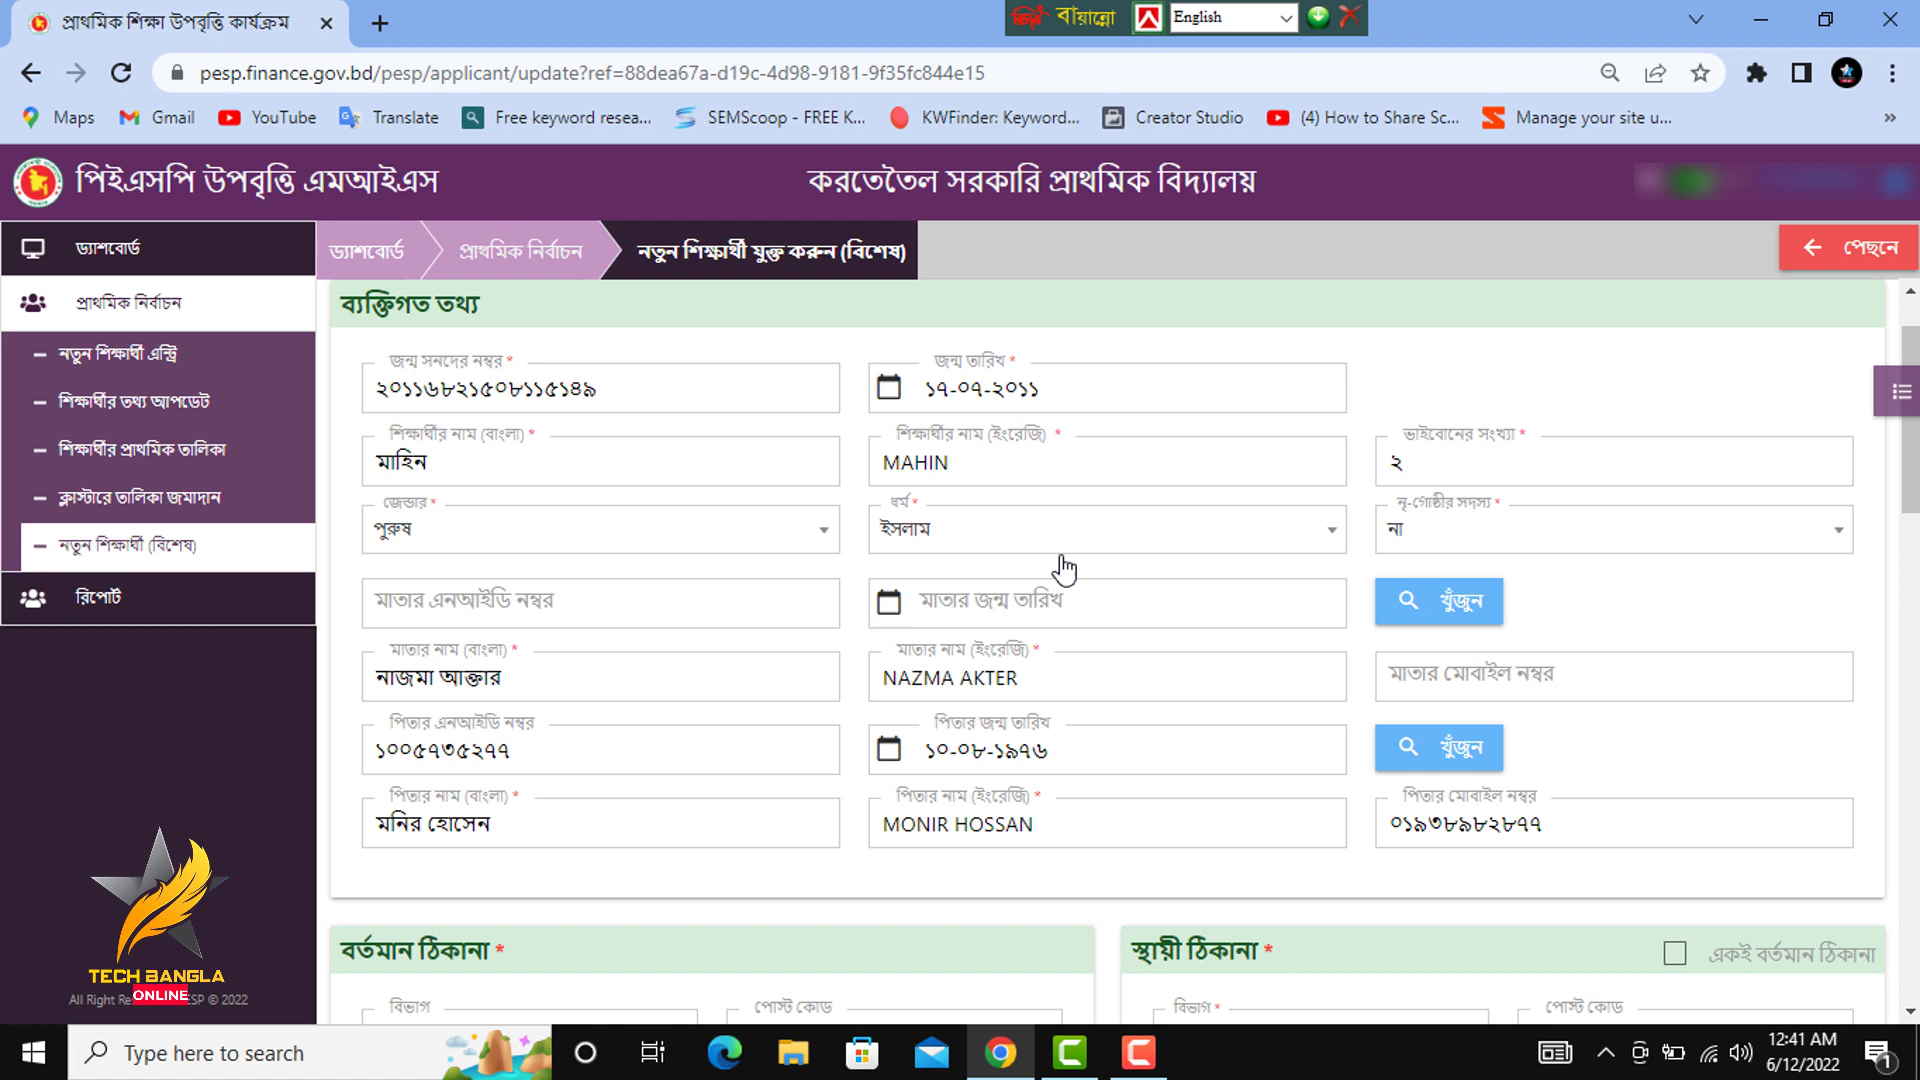 প্রাথমিক শিক্ষা উপবৃত্তি কার্যক্রম
বায়ান্নো English
pesp.finance.gov.bd/pesp/applicant/update?ref=88dea67a-d19c-4d98-9181-9f35fc844e15
Maps Gmail YouTube Translate Free keyword resea... SEMScoop - FREE K... KWFinder: Keyword... Creator Studio (4) How to Share Sc... Manage your site u... »
পিইএসপি উপবৃত্তি এমআইএস
করতেতৈল সরকারি প্রাথমিক বিদ্যালয়
ড্যাশবোর্ড
প্রাথমিক নির্বাচন
– নতুন শিক্ষার্থী এন্ট্রি
– শিক্ষার্থীর তথ্য আপডেট
– শিক্ষার্থীর প্রাথমিক তালিকা
– ক্লাস্টারে তালিকা জমাদান
– নতুন শিক্ষার্থী (বিশেষ)
রিপোর্ট
TECH BANGLA
ONLINE
All Right Re SP © 2022
ড্যাশবোর্ড প্রাথমিক নির্বাচন নতুন শিক্ষার্থী যুক্ত করুন (বিশেষ) পেছনে
ব্যক্তিগত তথ্য
জন্ম সনদের নম্বর * জন্ম তারিখ *
২০১১৬৮২১৫০৮১১৫১৪৯ ১৭-০৭-২০১১
শিক্ষার্থীর নাম (বাংলা) * শিক্ষার্থীর নাম (ইংরেজি) * ভাইবোনের সংখ্যা *
মাহিন MAHIN ২
জেন্ডার * ধর্ম * নৃ-গোষ্ঠীর সদস্য *
পুরুষ ইসলাম না
মাতার এনআইডি নম্বর মাতার জন্ম তারিখ খুঁজুন
মাতার নাম (বাংলা) * মাতার নাম (ইংরেজি) *
নাজমা আক্তার NAZMA AKTER মাতার মোবাইল নম্বর
পিতার এনআইডি নম্বর পিতার জন্ম তারিখ
১০০৫৭৩৫২৭৭ ১০-০৮-১৯৭৬ খুঁজুন
পিতার নাম (বাংলা) * পিতার নাম (ইংরেজি) * পিতার মোবাইল নম্বর
মনির হোসেন MONIR HOSSAN ০১৯৩৮৯৮২৮৭৭
বর্তমান ঠিকানা * স্থায়ী ঠিকানা * একই বর্তমান ঠিকানা
বিভাগ পোস্ট কোড বিভাগ * পোস্ট কোড
Type here to search
12:41 AM
6/12/2022
1